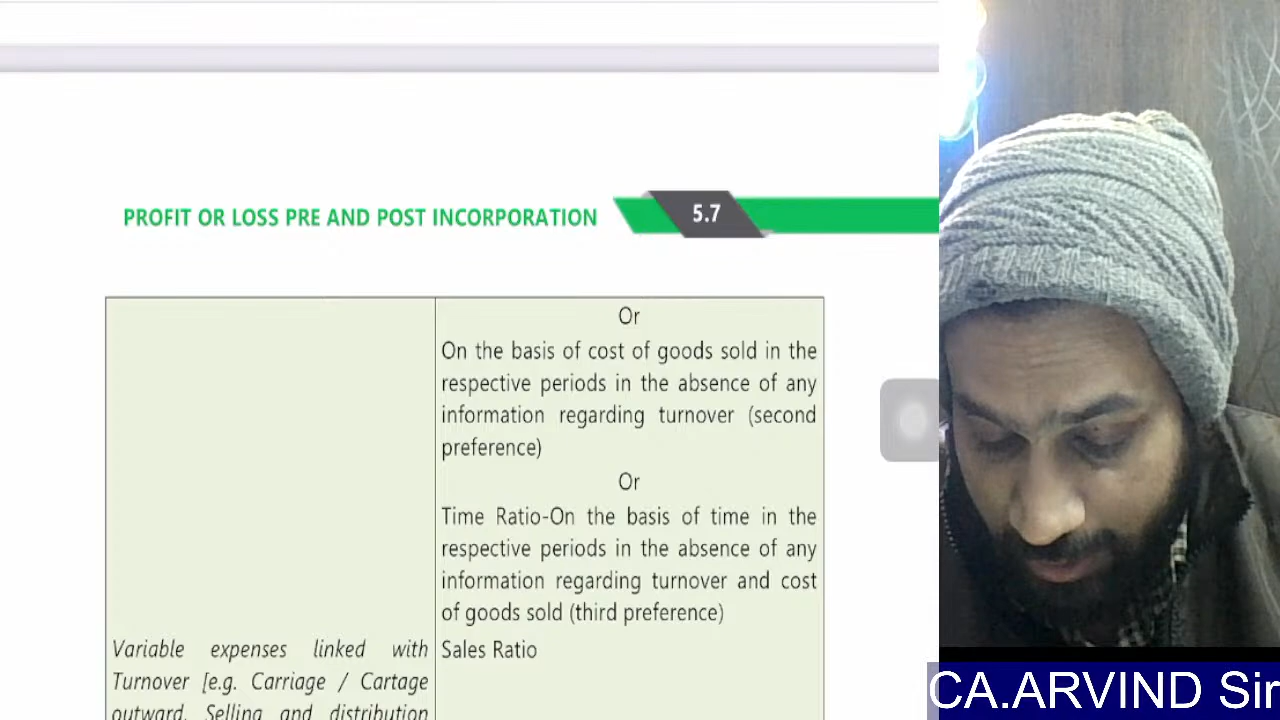 PROFIT OR LOSS PRE AND POST INCORPORATION 5.7
Or
On the basis of cost of goods sold in the
respective periods in the absence of any
information regarding turnover (second
preference)
Or
Time Ratio-On the basis of time in the
respective periods in the absence of any
information regarding turnover and cost
of goods sold (third preference)
Variable expenses linked with
Turnover [e.g. Carriage / Cartage
outward, Selling and distribution
Sales Ratio
CA.ARVIND Sir